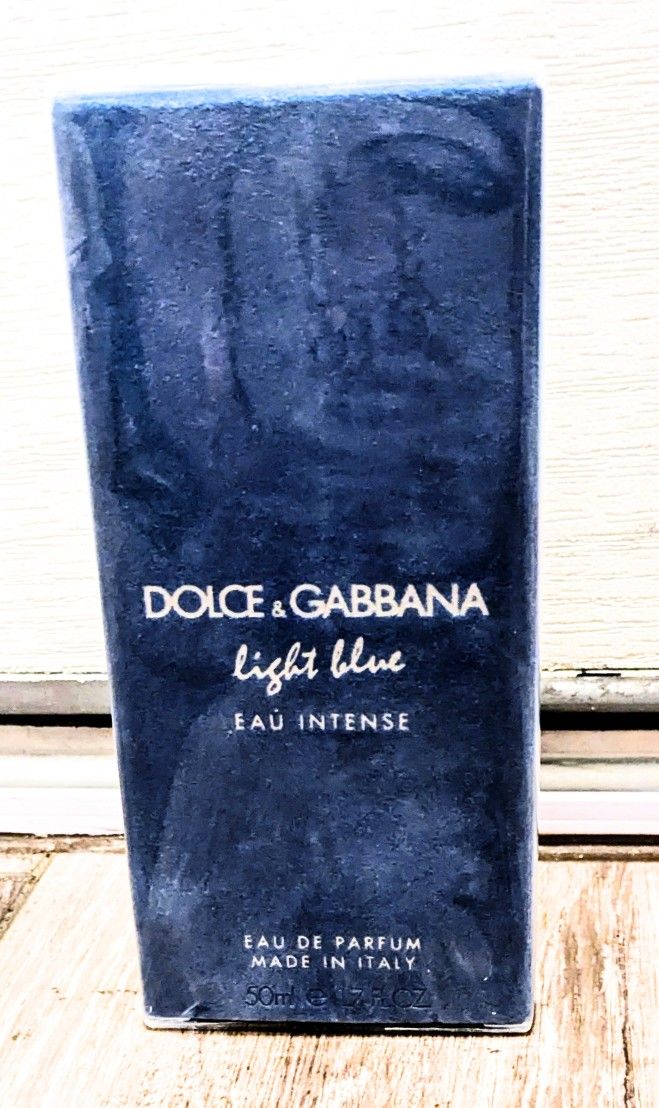 DOLCE & GABBANA
light blue
EAU INTENSE
EAU DE PARFUM
MADE IN ITALY
50ml ℮ 1.7 FL.OZ.